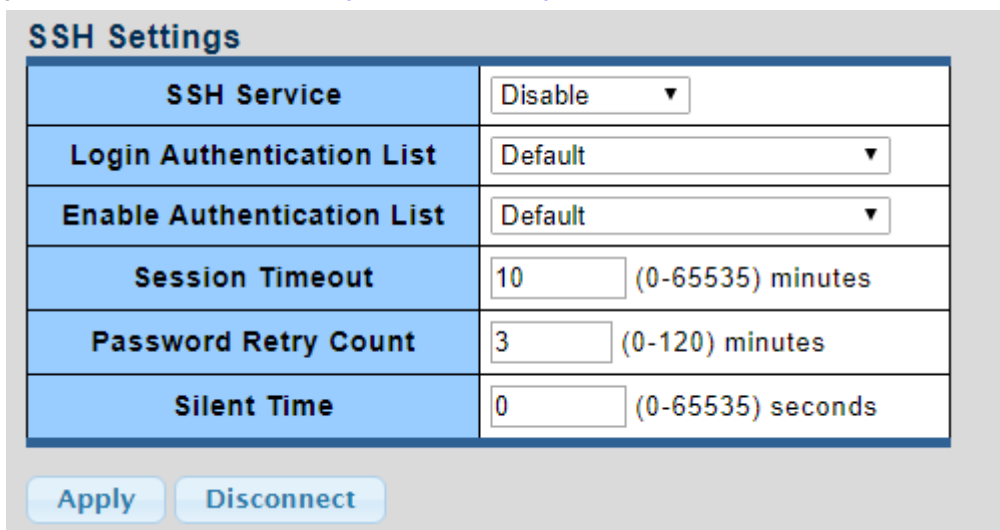 SSH Settings
SSH Service Disable
Login Authentication List Default
Enable Authentication List Default
Session Timeout 10 (0-65535) minutes
Password Retry Count 3 (0-120) minutes
Silent Time 0 (0-65535) seconds
Apply Disconnect